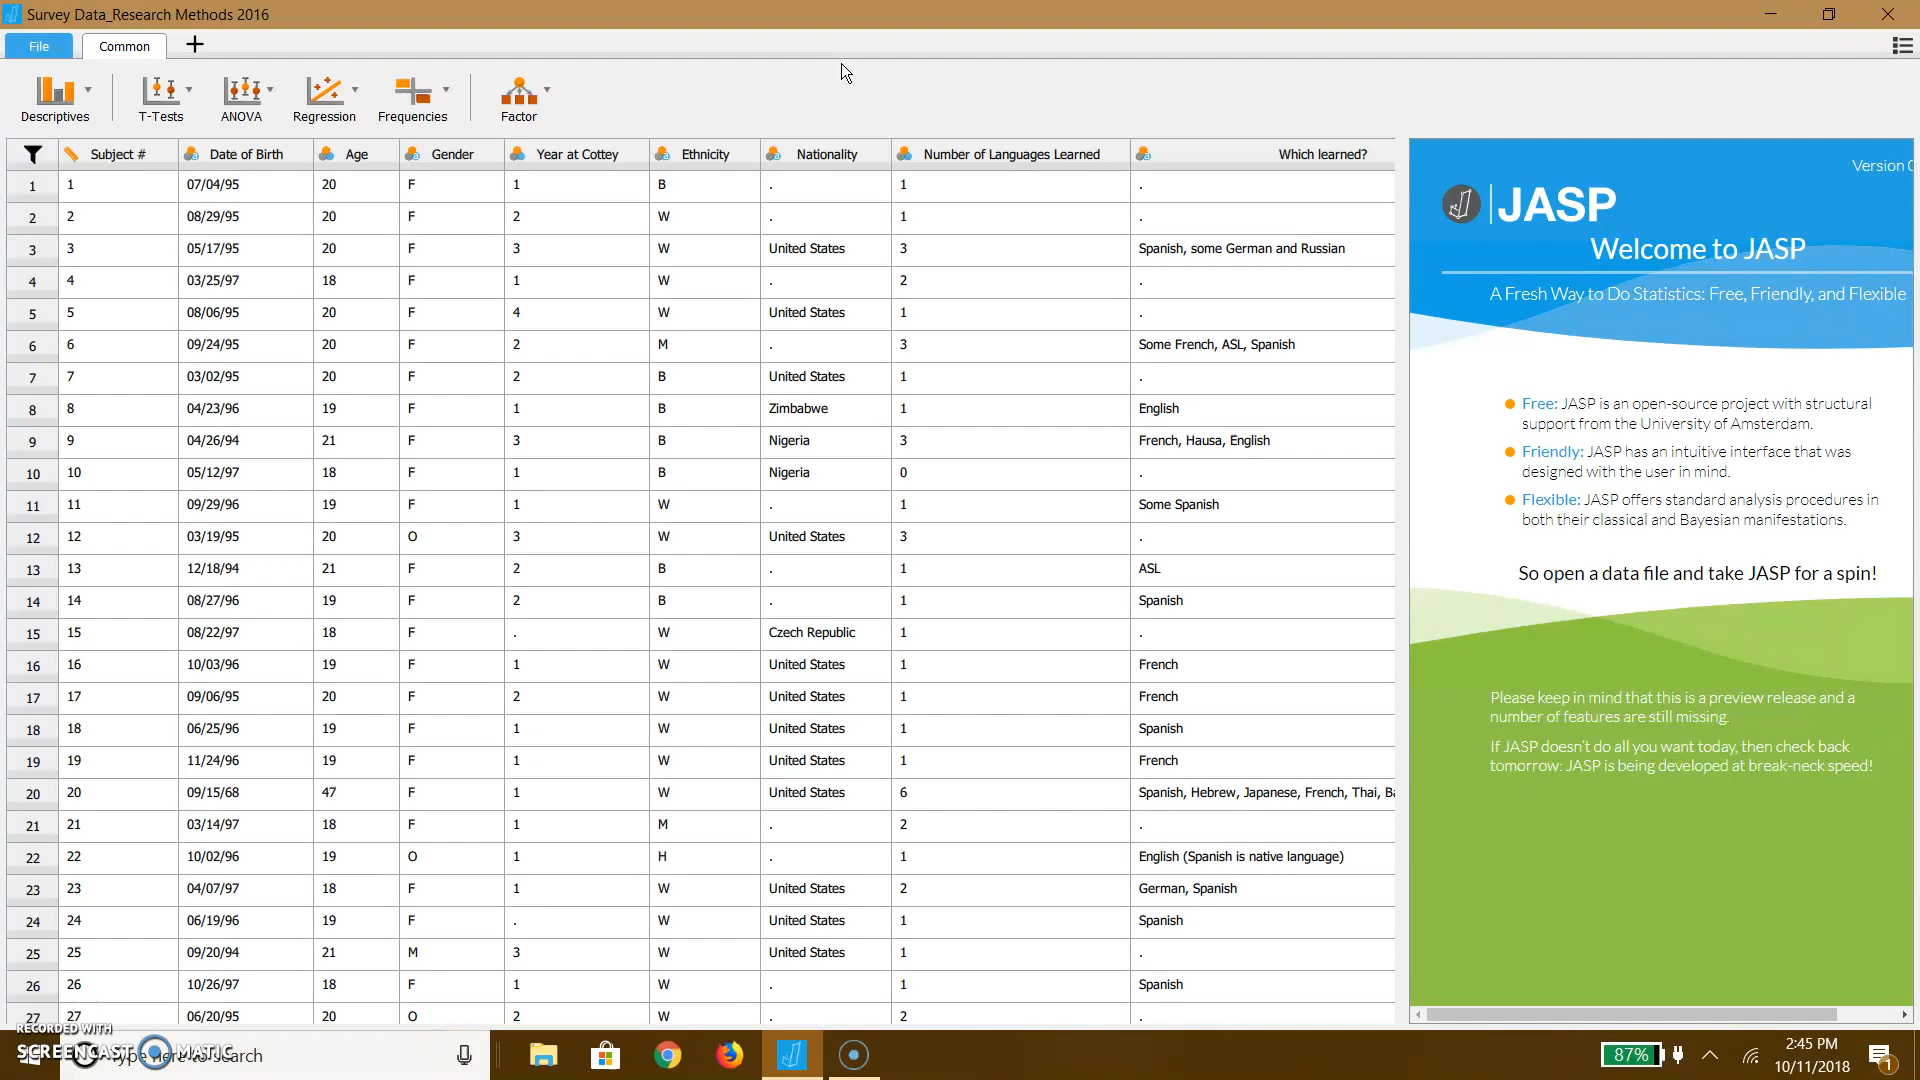 Survey Data_Research Methods 2016
File Common
Descriptives T-Tests ANOVA Regression Frequencies Factor
Subject # Date of Birth Age Gender Year at Cottey Ethnicity Nationality Number of Languages Learned Which learned?
1 1 07/04/95 20 F 1 B . 1 .
2 2 08/29/95 20 F 2 W . 1 .
3 3 05/17/95 20 F 3 W United States 3 Spanish, some German and Russian
4 4 03/25/97 18 F 1 W . 2 .
5 5 08/06/95 20 F 4 W United States 1 .
6 6 09/24/95 20 F 2 M . 3 Some French, ASL, Spanish
7 7 03/02/95 20 F 2 B United States 1 .
8 8 04/23/96 19 F 1 B Zimbabwe 1 English
9 9 04/26/94 21 F 3 B Nigeria 3 French, Hausa, English
10 10 05/12/97 18 F 1 B Nigeria 0 .
11 11 09/29/96 19 F 1 W . 1 Some Spanish
12 12 03/19/95 20 O 3 W United States 3 .
13 13 12/18/94 21 F 2 B . 1 ASL
14 14 08/27/96 19 F 2 B . 1 Spanish
15 15 08/22/97 18 F . W Czech Republic 1 .
16 16 10/03/96 19 F 1 W United States 1 French
17 17 09/06/95 20 F 2 W United States 1 French
18 18 06/25/96 19 F 1 W United States 1 Spanish
19 19 11/24/96 19 F 1 W United States 1 French
20 20 09/15/68 47 F 1 W United States 6 Spanish, Hebrew, Japanese, French, Thai,
21 21 03/14/97 18 F 1 M . 2 .
22 22 10/02/96 19 O 1 H . 1 English (Spanish is native language)
23 23 04/07/97 18 F 1 W United States 2 German, Spanish
24 24 06/19/96 19 F . W United States 1 Spanish
25 25 09/20/94 21 M 3 W United States 1 .
26 26 10/26/97 18 F 1 W . 1 Spanish
27 27 06/20/95 20 O 2 W . 2 .
Version
JASP
Welcome to JASP
A Fresh Way to Do Statistics: Free, Friendly, and Flexible
Free: JASP is an open-source project with structural
support from the University of Amsterdam.
Friendly: JASP has an intuitive interface that was
designed with the user in mind.
Flexible: JASP offers standard analysis procedures in
both their classical and Bayesian manifestations.
So open a data file and take JASP for a spin!
Please keep in mind that this is a preview release and a
number of features are still missing.
If JASP doesn't do all you want today, then check back
tomorrow: JASP is being developed at break-neck speed!
RECORDED WITH
SCREENCAST MATIC
Type here to search
87%
2:45 PM
10/11/2018
1